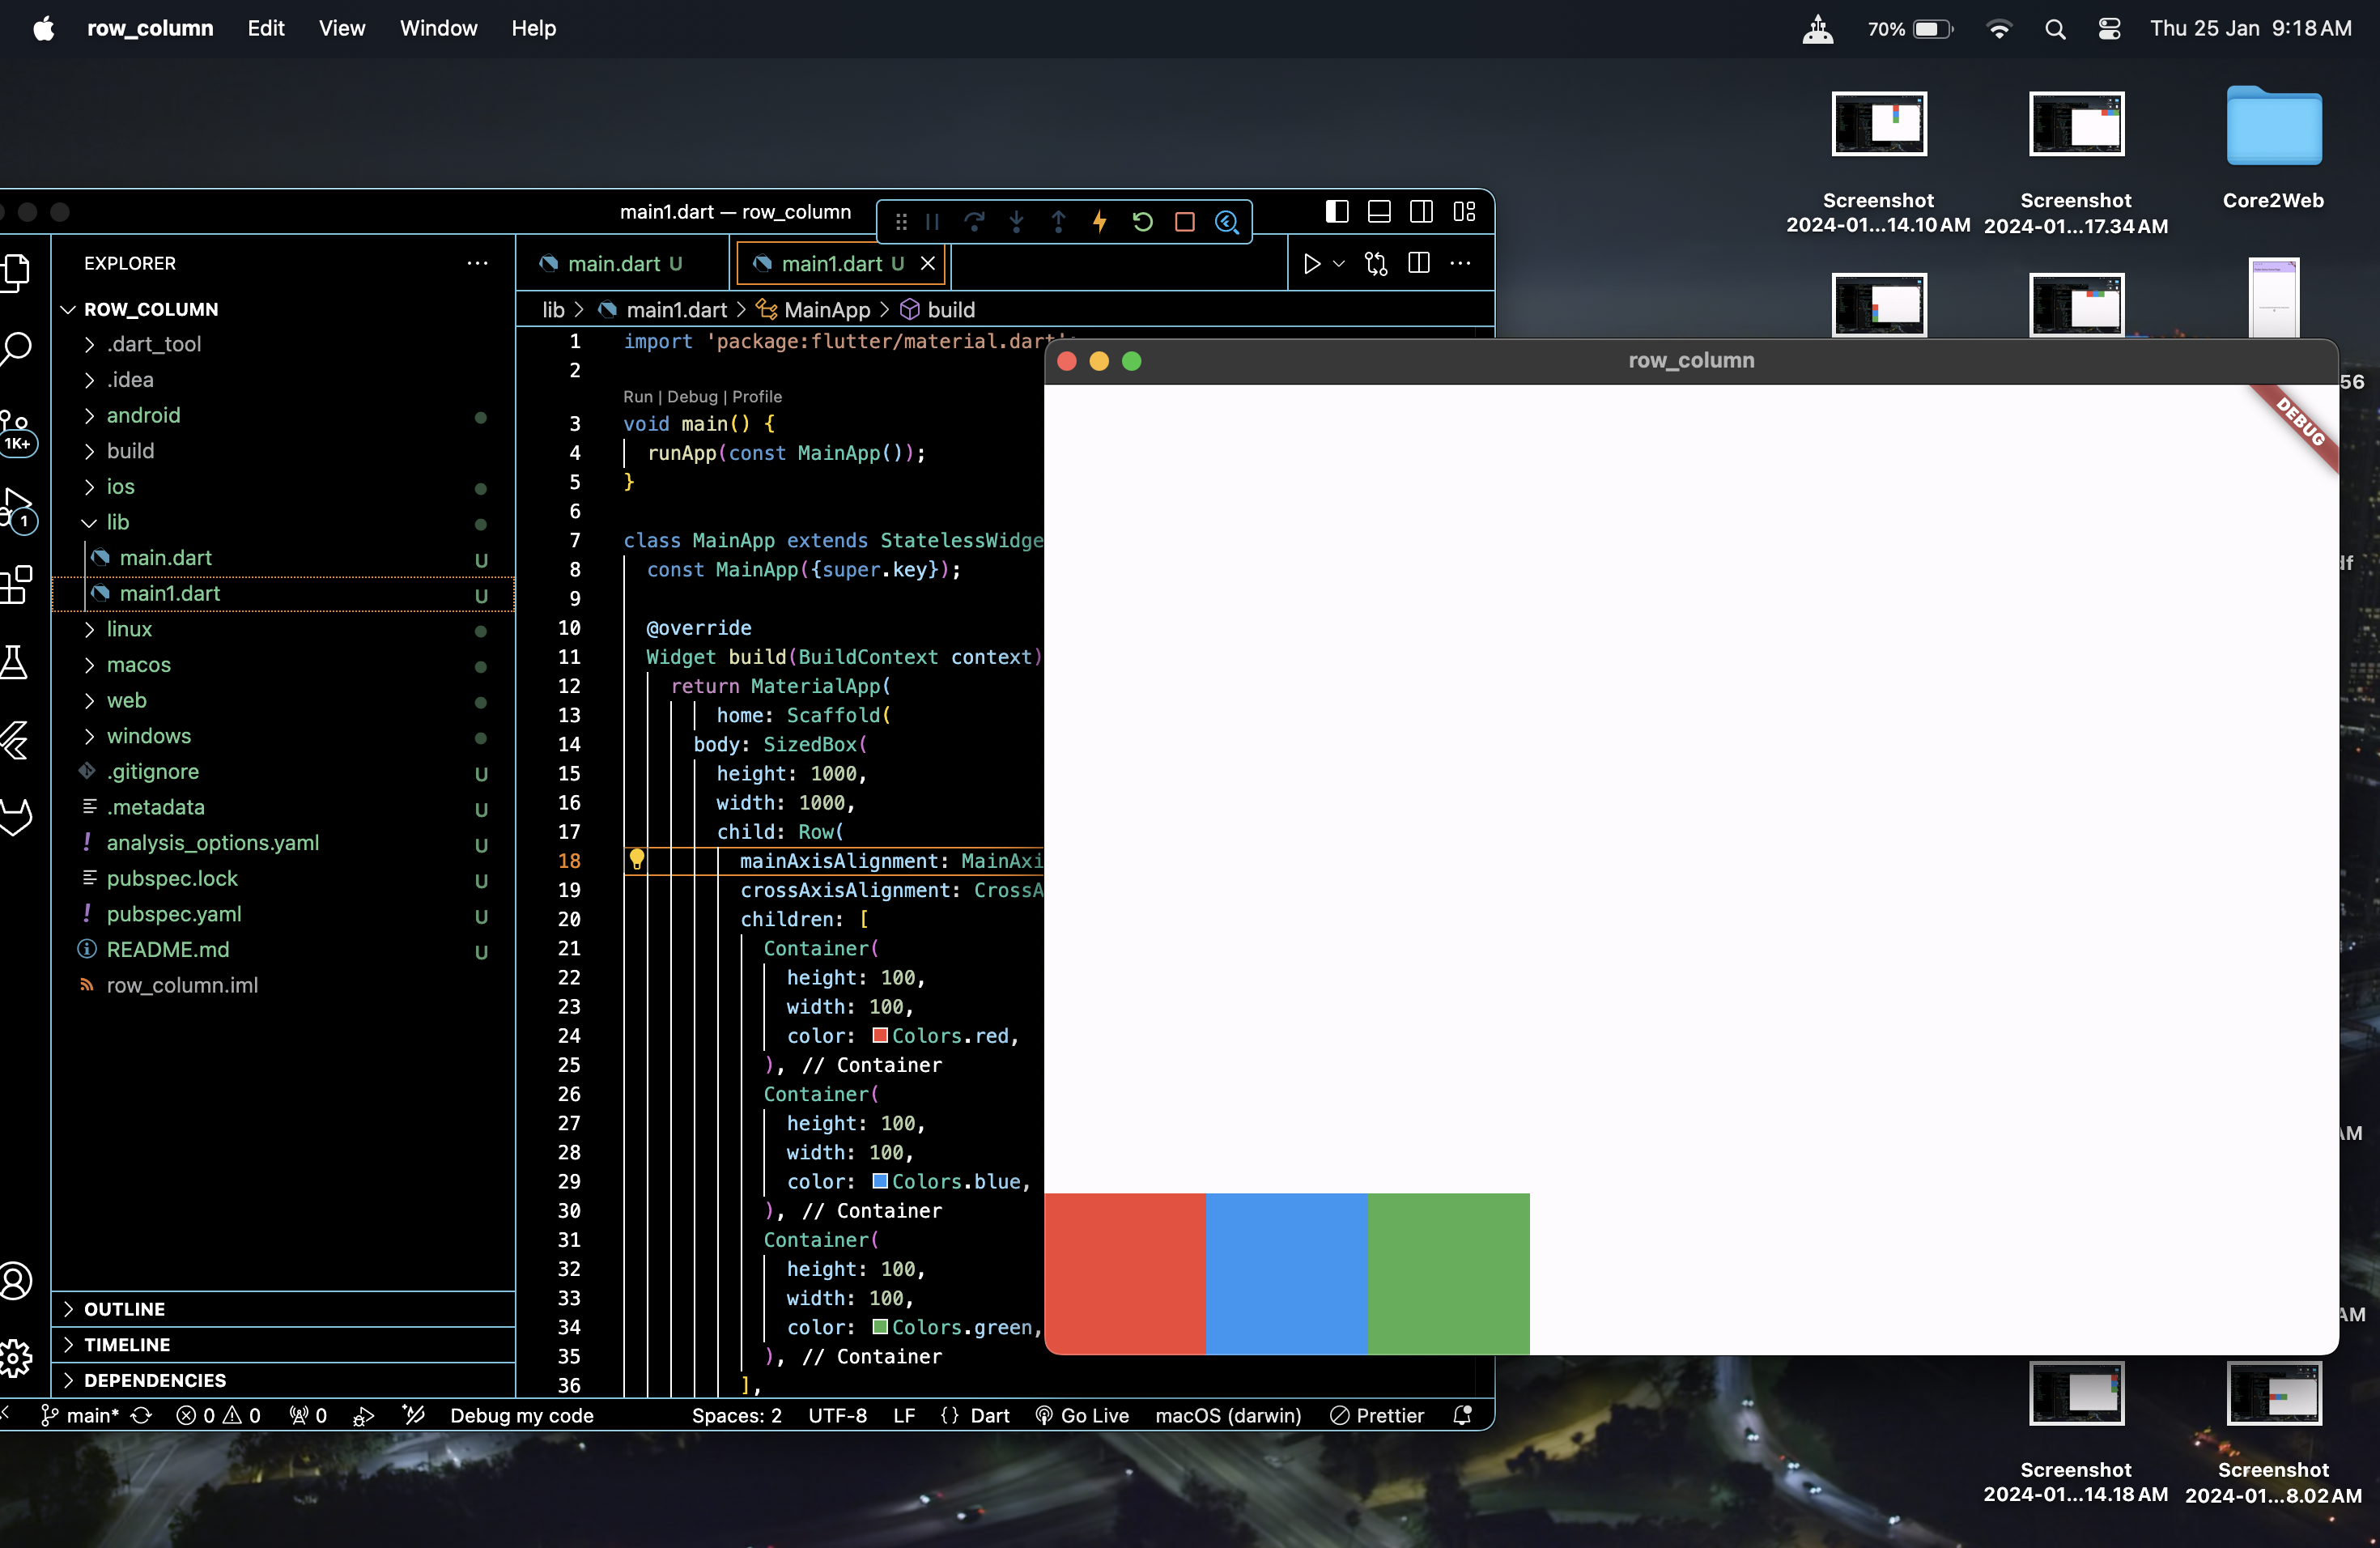 row_column Edit View Window Help
70% Thu 25 Jan 9:18 AM
Screenshot
2024-01...14.10 AM
Screenshot
2024-01...17.34 AM
Core2Web
main1.dart — row_column
EXPLORER
ROW_COLUMN
.dart_tool
.idea
android
build
ios
lib
main.dart U
main1.dart U
linux
macos
web
windows
.gitignore U
.metadata U
analysis_options.yaml U
pubspec.lock U
pubspec.yaml U
README.md U
row_column.iml
OUTLINE
TIMELINE
DEPENDENCIES
1K+
1
main.dart U main1.dart U
lib > main1.dart > MainApp > build
1 import 'package:flutter/material.dart';
2
Run | Debug | Profile
3 void main() {
4 runApp(const MainApp());
5 }
6
7 class MainApp extends StatelessWidge
8 const MainApp({super.key});
9
10 @override
11 Widget build(BuildContext context)
12 return MaterialApp(
13 home: Scaffold(
14 body: SizedBox(
15 height: 1000,
16 width: 1000,
17 child: Row(
18 mainAxisAlignment: MainAxi
19 crossAxisAlignment: CrossA
20 children: [
21 Container(
22 height: 100,
23 width: 100,
24 color: Colors.red,
25 ), // Container
26 Container(
27 height: 100,
28 width: 100,
29 color: Colors.blue,
30 ), // Container
31 Container(
32 height: 100,
33 width: 100,
34 color: Colors.green,
35 ), // Container
36 ],
row_column
DEBUG
56
df
AM
AM
main* 0 0 0 Debug my code Spaces: 2 UTF-8 LF {} Dart Go Live macOS (darwin) Prettier
Screenshot
2024-01...14.18 AM
Screenshot
2024-01...8.02 AM